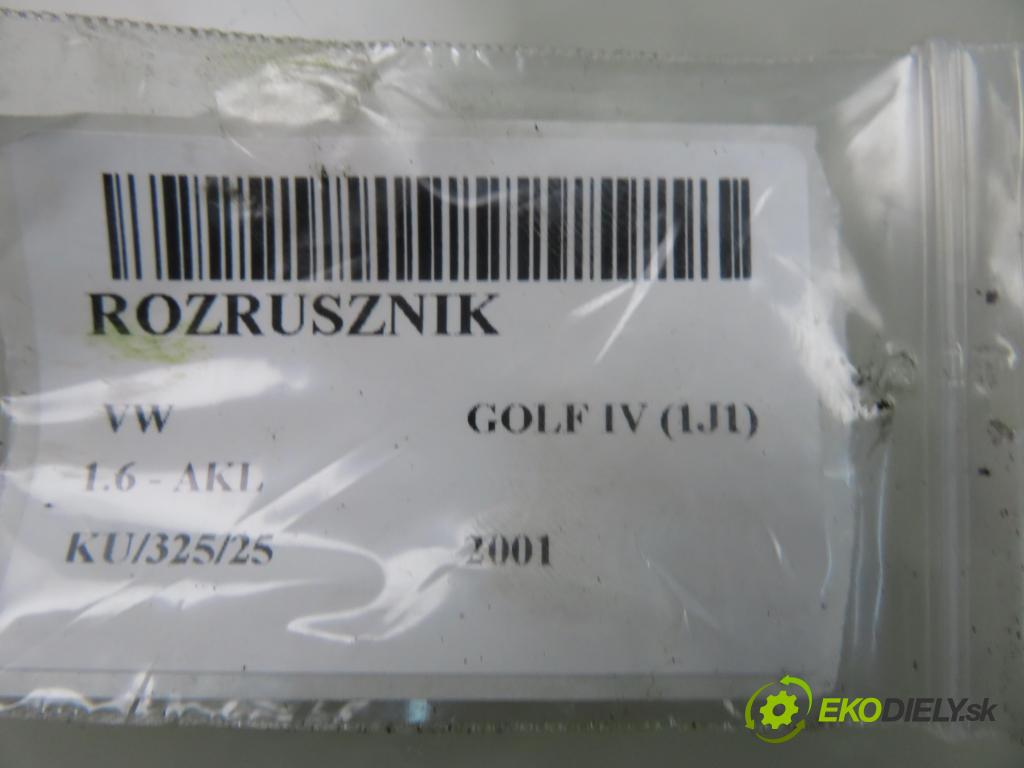 ROZRUSZNIK
VW GOLF IV (1J1)
1.6 - AKL
KU/325/25 2001
EKODIELY.sk